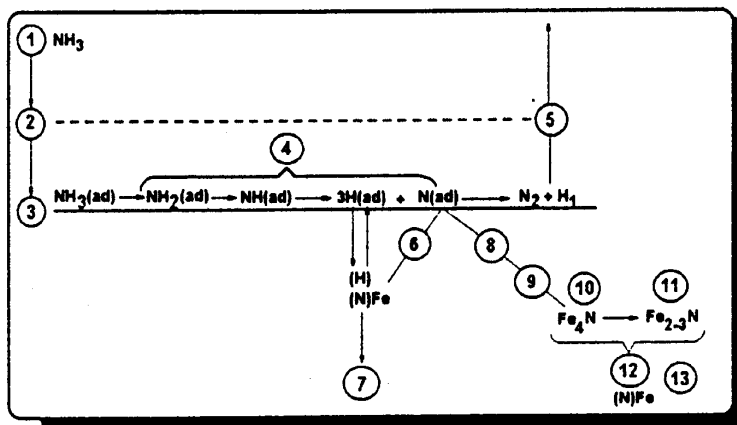 1 NH3
2
5
4
NH3(ad) NH2(ad) NH(ad) 3H(ad) + N(ad) N2 + H1
3
6 8
(H) 9 10 11
(N)Fe
Fe4N Fe2-3N
7 12 13
(N)Fe